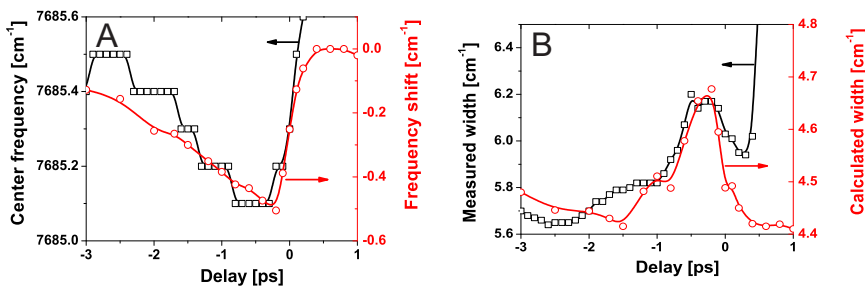 A
7685.6
7685.4
7685.2
7685.0
Center frequency [cm⁻¹]
0.0
-0.2
-0.4
-0.6
Frequency shift [cm⁻¹]
-3 -2 -1 0 1
Delay [ps]
B
6.4
6.2
6.0
5.8
5.6
Measured width [cm⁻¹]
4.8
4.7
4.6
4.5
4.4
Calculated width [cm⁻¹]
-3 -2 -1 0 1
Delay [ps]